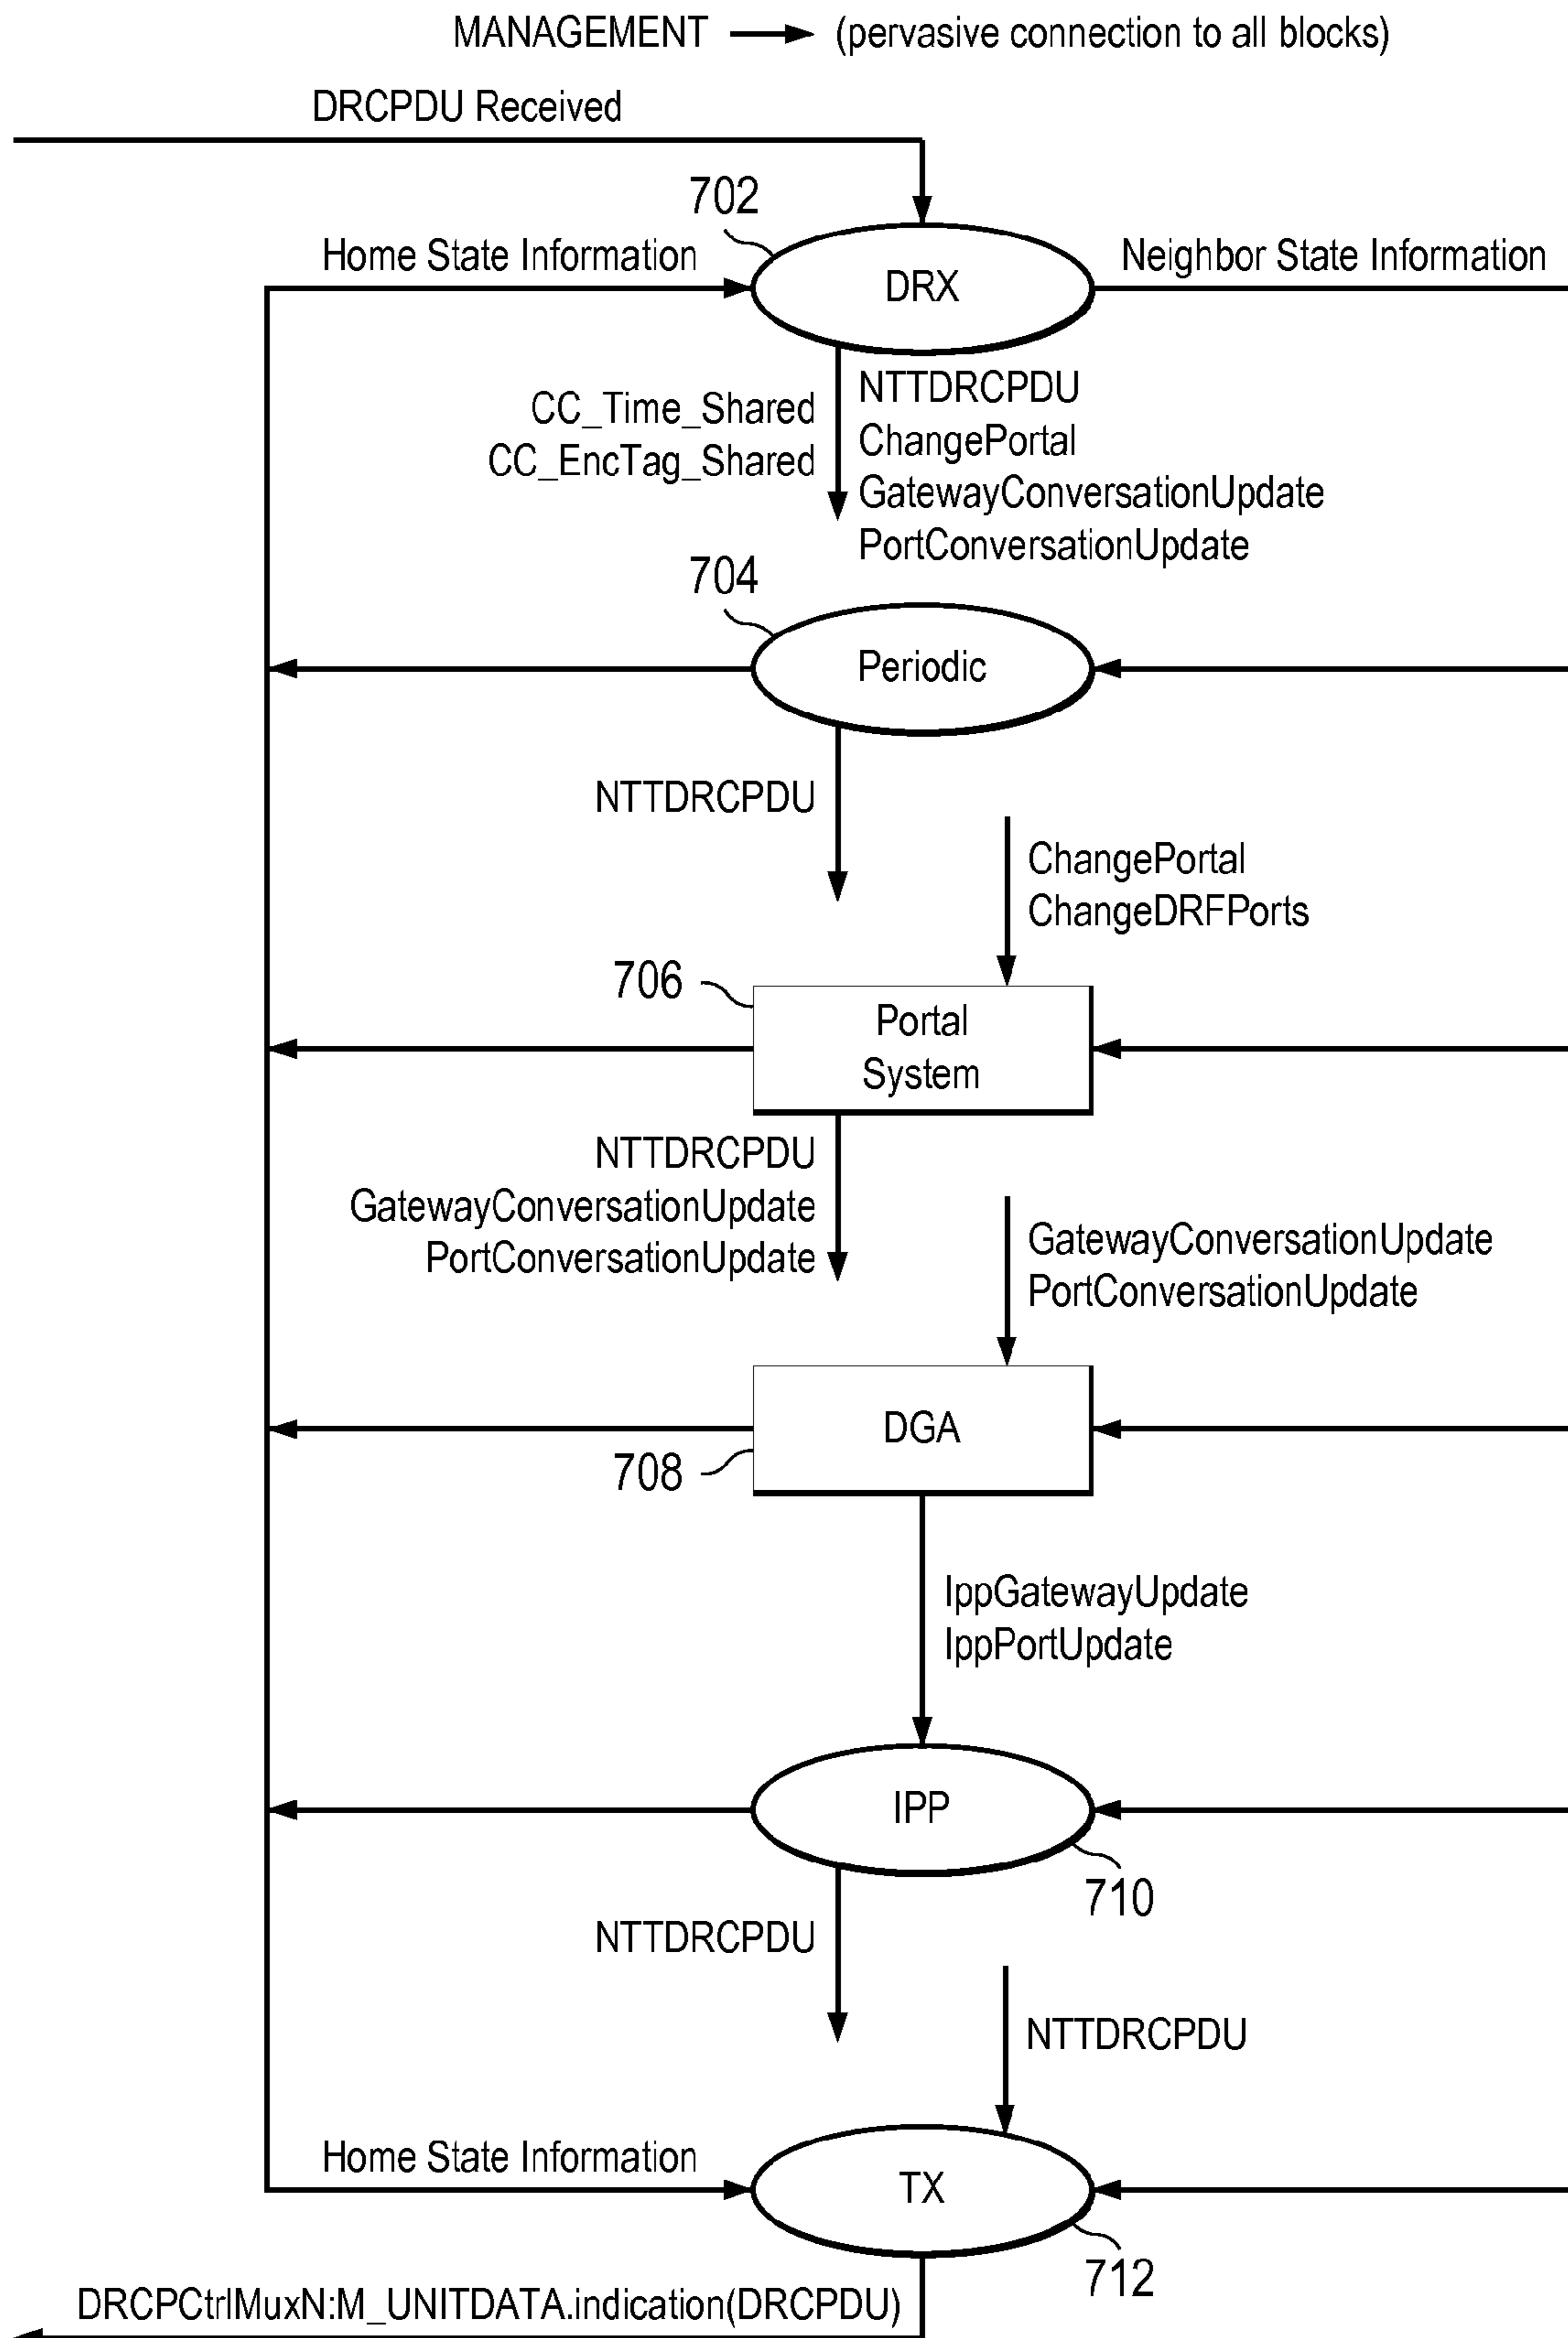 MANAGEMENT (pervasive connection to all blocks)
DRCPDU Received
702
Home State Information
DRX
Neighbor State Information
CC_Time_Shared
CC_EncTag_Shared
NTTDRCPDU
ChangePortal
GatewayConversationUpdate
PortConversationUpdate
704
Periodic
NTTDRCPDU
ChangePortal
ChangeDRFPorts
706
Portal
System
NTTDRCPDU
GatewayConversationUpdate
PortConversationUpdate
GatewayConversationUpdate
PortConversationUpdate
DGA
708
IppGatewayUpdate
IppPortUpdate
IPP
710
NTTDRCPDU
NTTDRCPDU
Home State Information
TX
712
DRCPCtrlMuxN:M_UNITDATA.indication(DRCPDU)